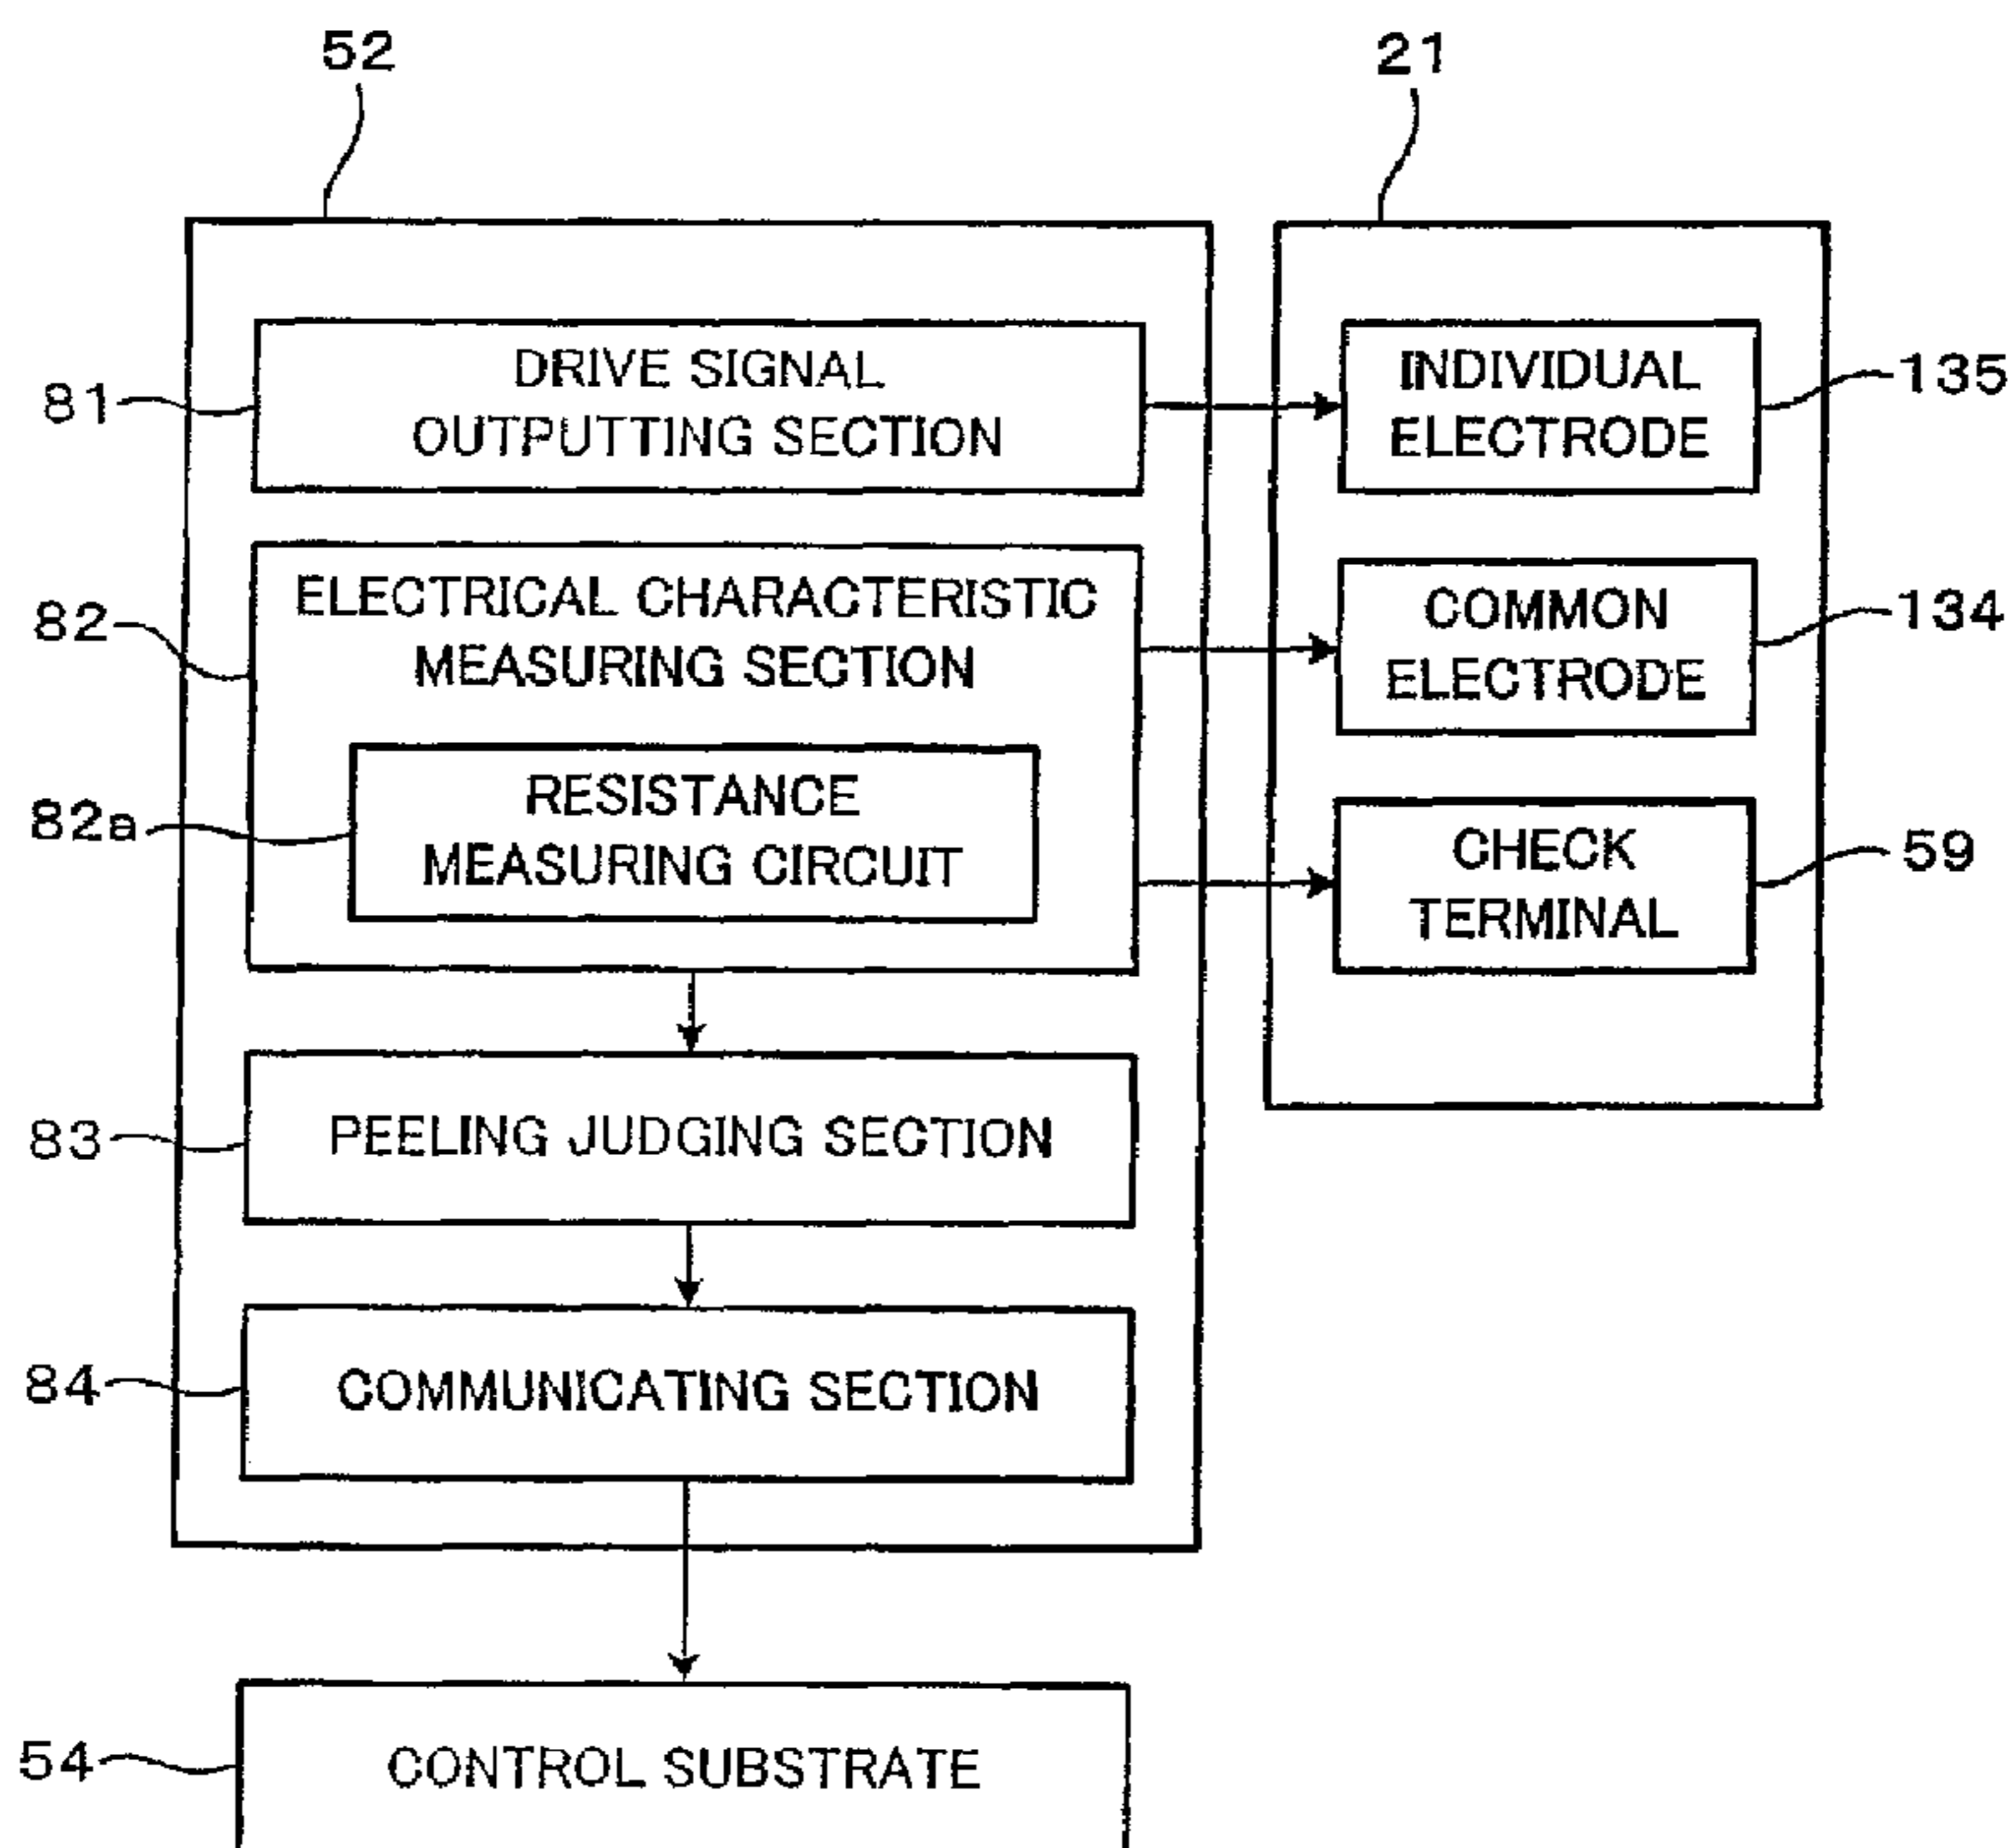 52
21
81
DRIVE SIGNAL
OUTPUTTING SECTION
INDIVIDUAL
ELECTRODE
135
82
ELECTRICAL CHARACTERISTIC
MEASURING SECTION
COMMON
ELECTRODE
134
82a
RESISTANCE
MEASURING CIRCUIT
CHECK
TERMINAL
59
83
PEELING JUDGING SECTION
84
COMMUNICATING SECTION
54
CONTROL SUBSTRATE